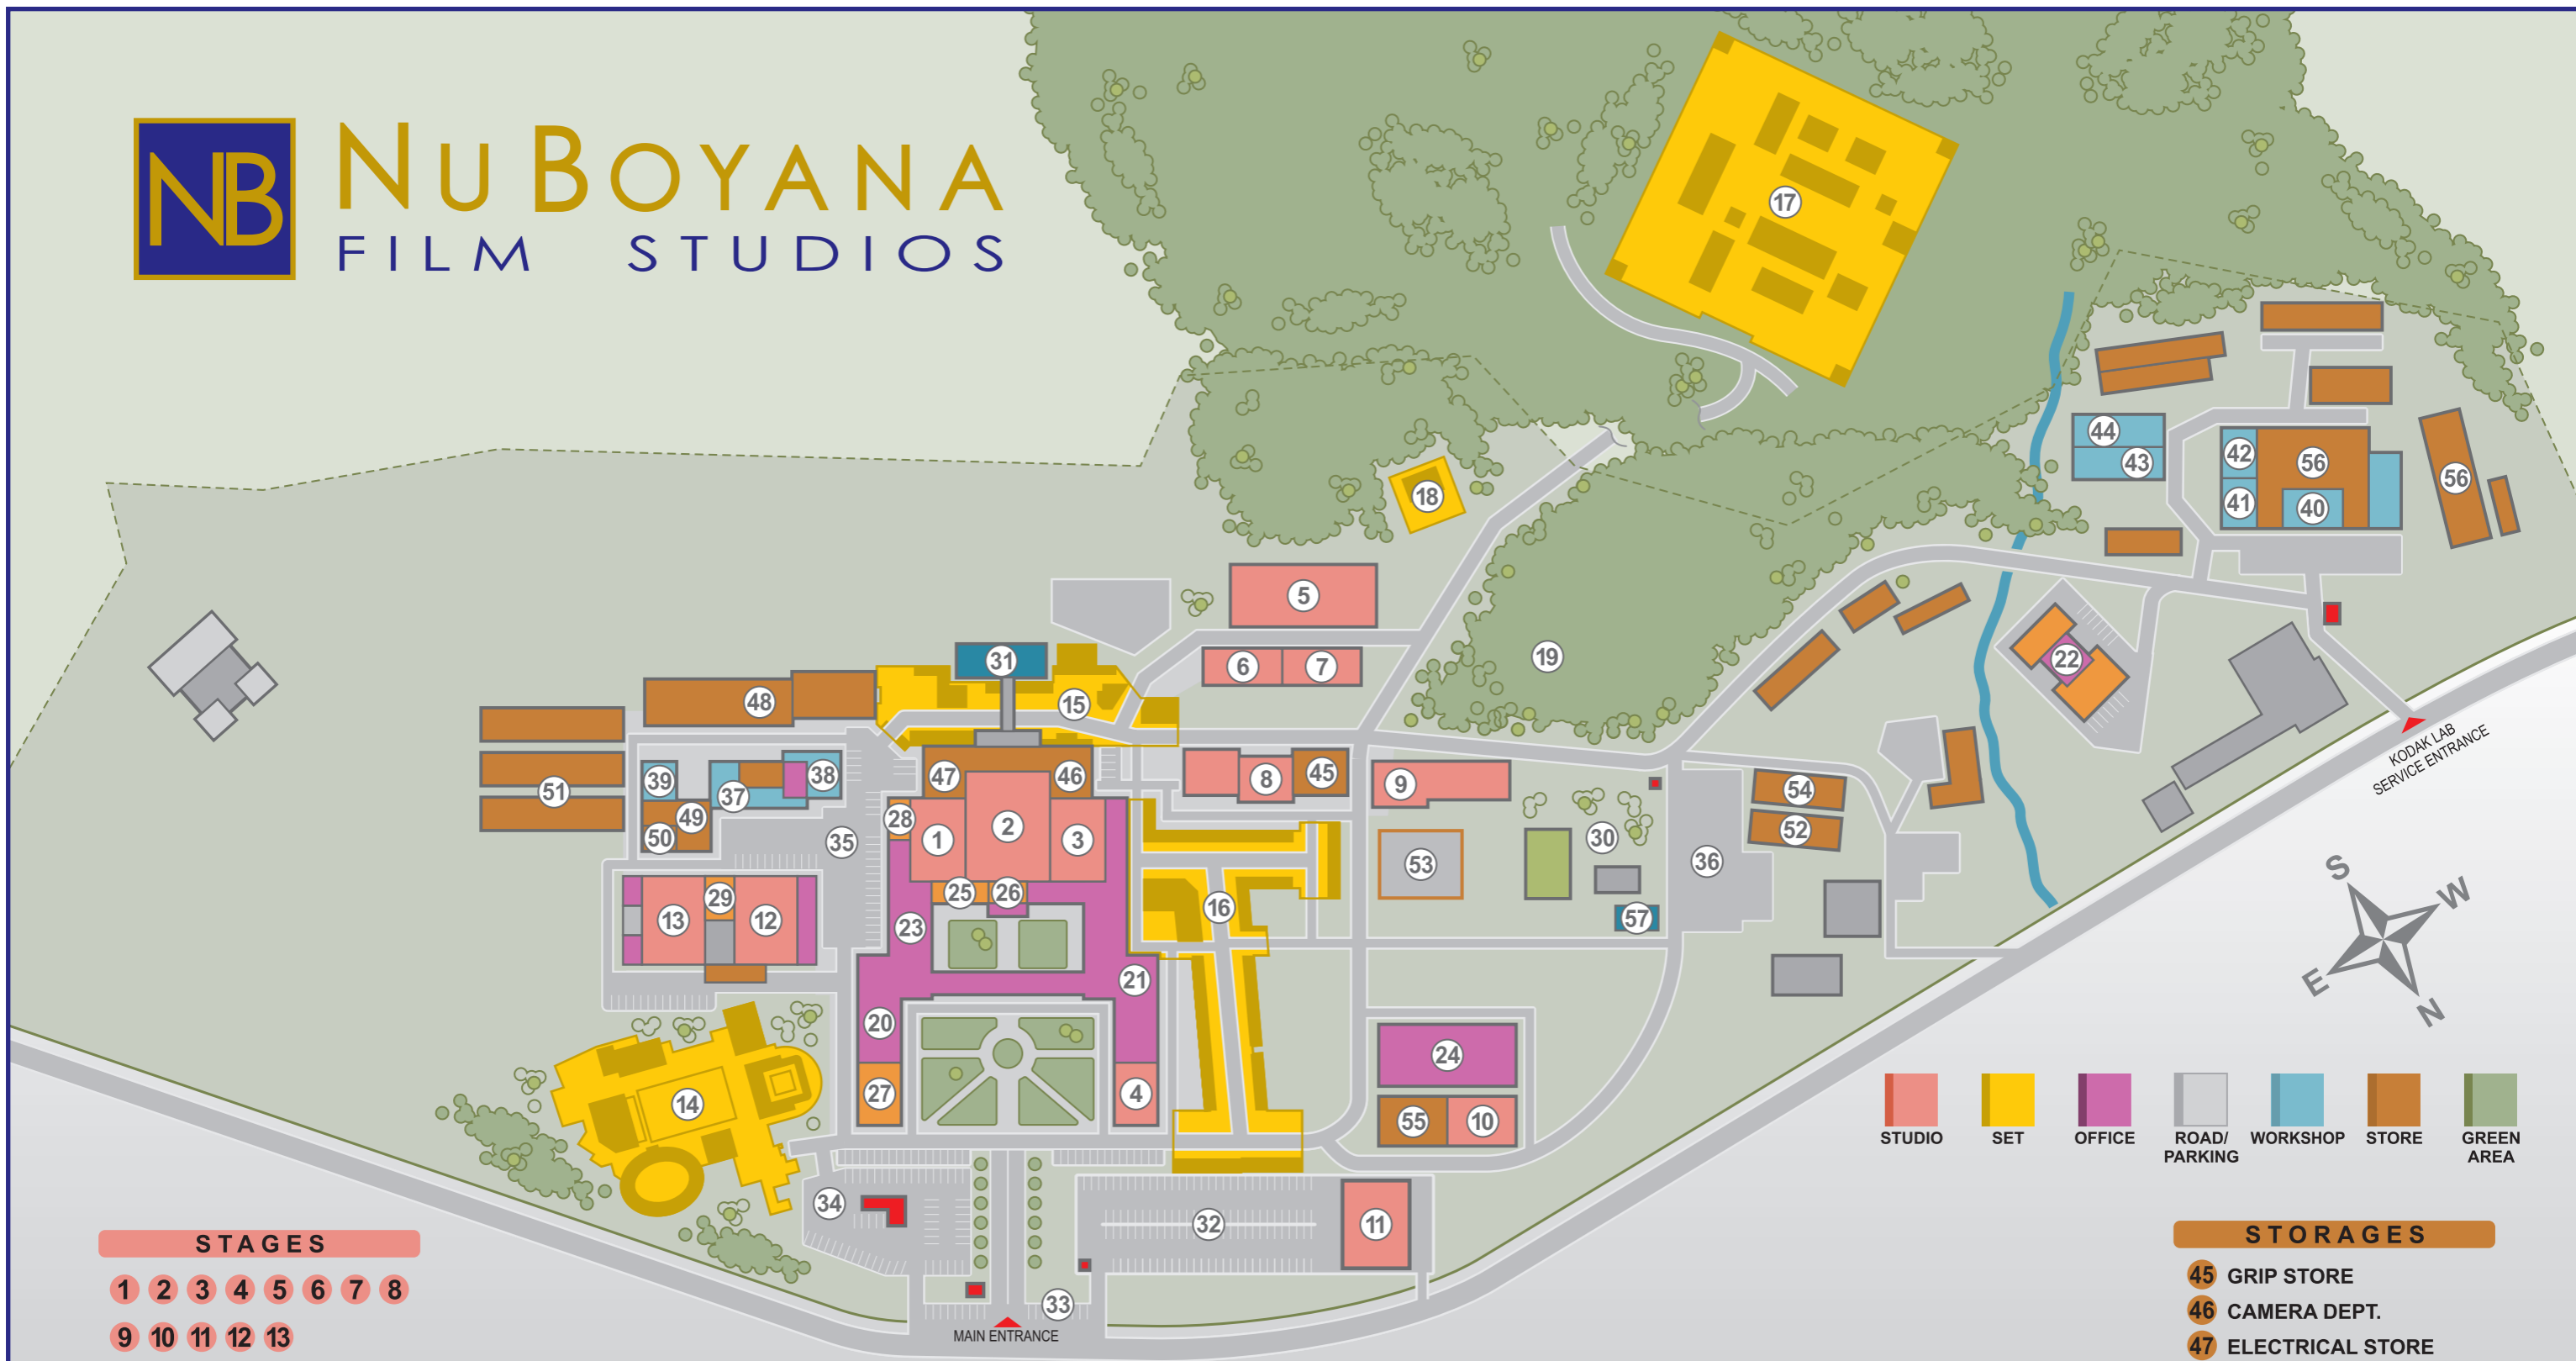 NB
NU BOYANA
FILM STUDIOS
17
44
43
42
56
41
40
56
18
5
6
7
19
22
31
15
48
KODAK LAB
SERVICE ENTRANCE
51
39
37
38
49
50
35
47
46
28
1
2
3
8
45
9
54
52
53
30
36
57
25
26
13
29
12
23
16
21
20
27
4
14
24
55
10
S
W
E
N
34
32
11
33
MAIN ENTRANCE
STUDIO
SET
OFFICE
ROAD/
PARKING
WORKSHOP
STORE
GREEN
AREA
STAGES
1 2 3 4 5 6 7 8
9 10 11 12 13
STORAGES
45 GRIP STORE
46 CAMERA DEPT.
47 ELECTRICAL STORE